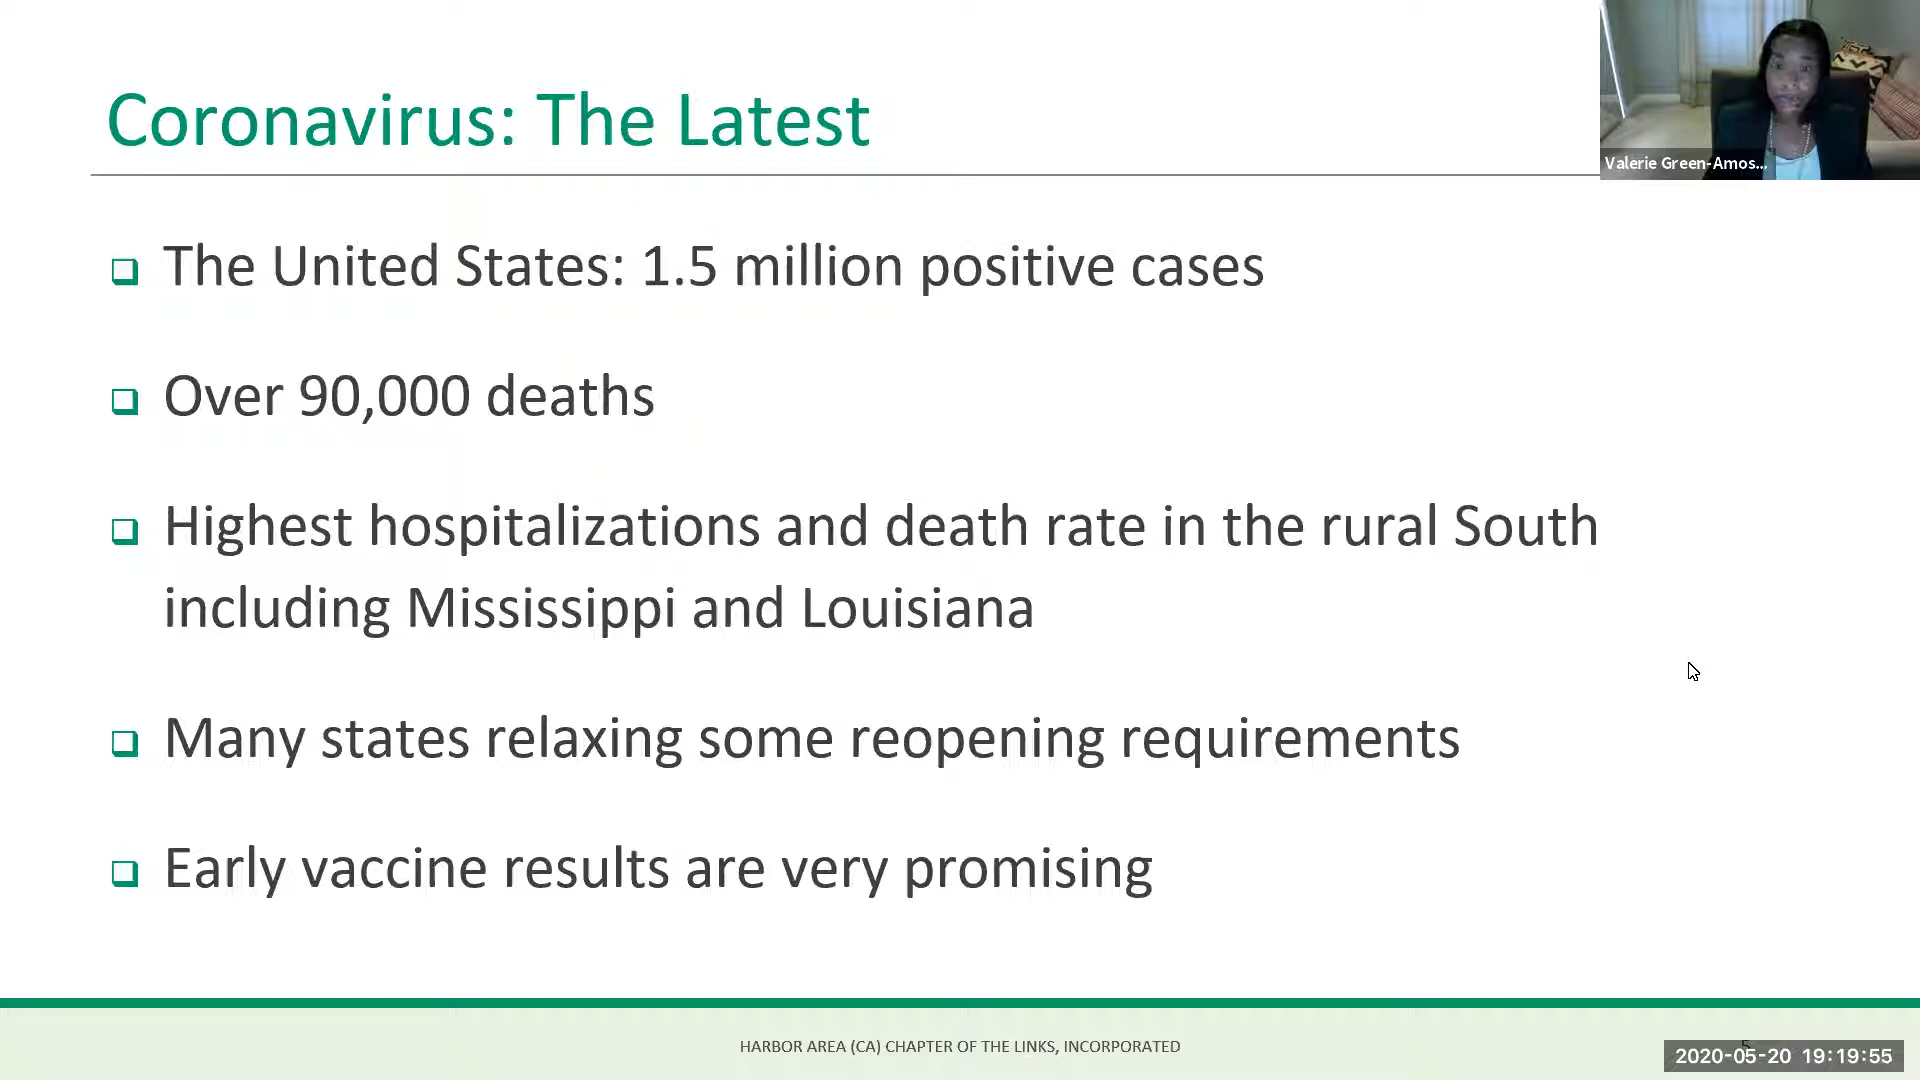 Coronavirus: The Latest
Valerie Green-Amos...
The United States: 1.5 million positive cases
Over 90,000 deaths
Highest hospitalizations and death rate in the rural South
including Mississippi and Louisiana
Many states relaxing some reopening requirements
Early vaccine results are very promising
HARBOR AREA (CA) CHAPTER OF THE LINKS, INCORPORATED
2020-05-20 19:19:55